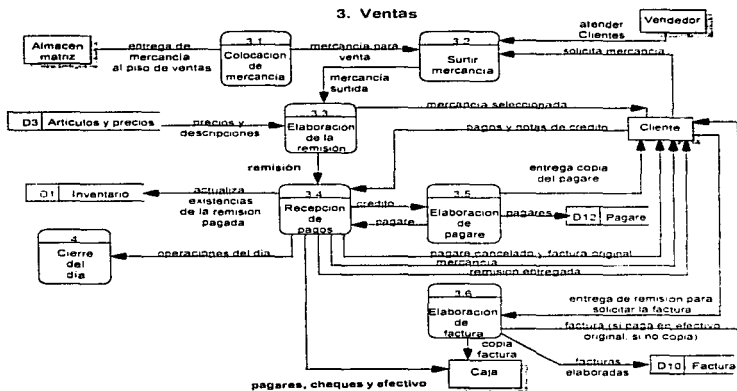 3. Ventas
Almacen
matriz
entrega de
mercancia
al piso de ventas
3.1
Colocacion
de
mercancia
mercancia para
venta
3.2
Surtir
mercancia
atender
Clientes
Vendedor
solicita mercancia
mercancia
surtida
D3 Articulos y precios
precios y
descripciones
3.3
Elaboracion
de la
remisión
mercancia seleccionada
pagos y notas de credito
Cliente
remisión
entrega copia
del pagare
D1 Inventario
actualiza
existencias
de la remision
pagada
3.4
Recepcion
de
pagos
credito
pagare
3.5
Elaboracion
de
pagare
pagares
D12 Pagare
4
Cierre
del
dia
operaciones del dia
pagare cancelado y factura original
mercancia
remision entregada
3.6
Elaboracion
de
factura
entrega de remision para
solicitar la factura
factura (si paga en efectivo
original, si no copia)
copia
factura
facturas
elaboradas
D10 Factura
Caja
pagares, cheques y efectivo